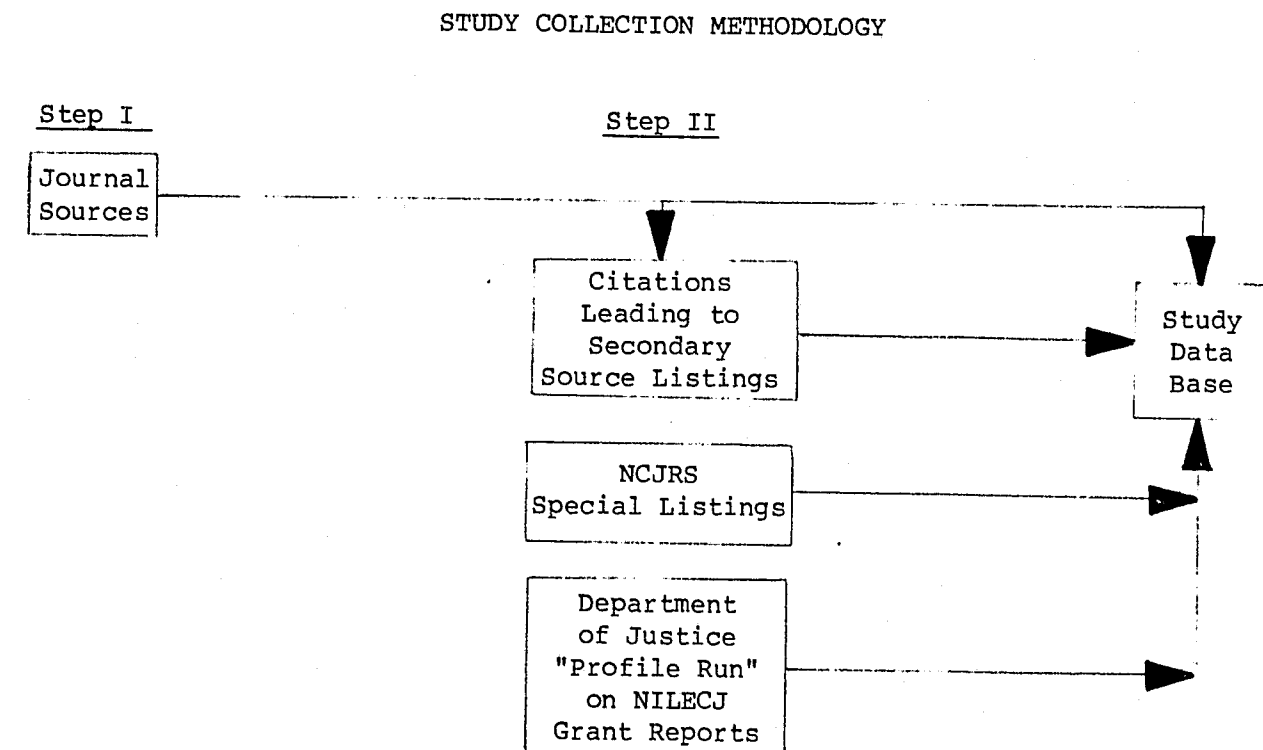 STUDY COLLECTION METHODOLOGY
Step I
Step II
Journal
Sources
Citations
Leading to
Secondary
Source Listings
Study
Data
Base
NCJRS
Special Listings
Department
of Justice
"Profile Run"
on NILECJ
Grant Reports